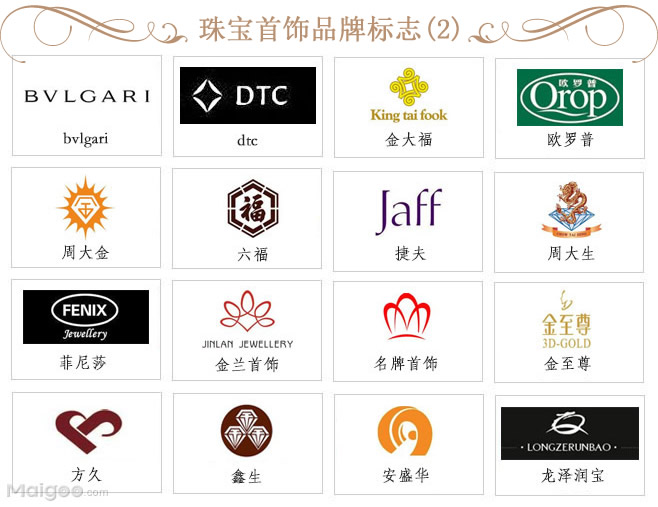 珠宝首饰品牌标志(2)
BVLGARI
bvlgari
DTC
dtc
King tai fook
金大福
欧罗普
Orop
欧罗普
金
周大金
福
六福
Jaff
捷夫
周大生
FENIX
Jewellery
菲尼莎
JINLAN JEWELLERY
金兰首饰
名牌首饰
金至尊
3D-GOLD
金至尊
方久
鑫生
安盛华
·LONGZERUNBAO·
龙泽润宝
Maigoo.com